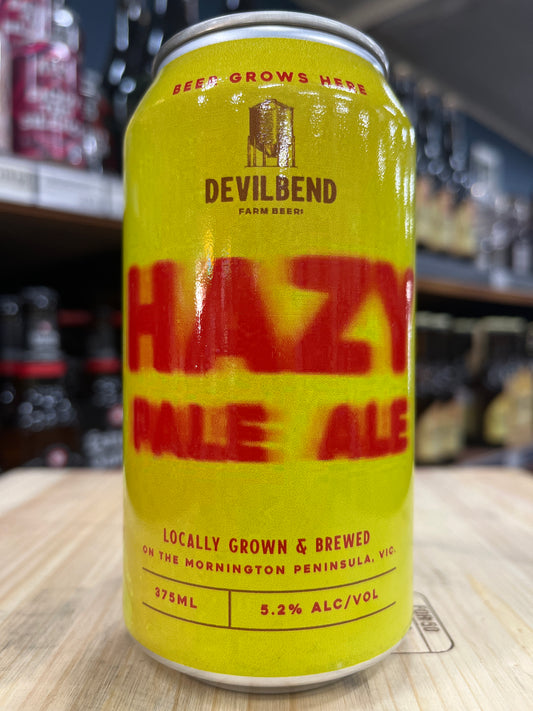 BEER GROWS HERE
DEVILBEND
FARM BEER!
HAZY
PALE ALE
LOCALLY GROWN & BREWED
ON THE MORNINGTON PENINSULA, VIC.
375ML
5.2% ALC/VOL